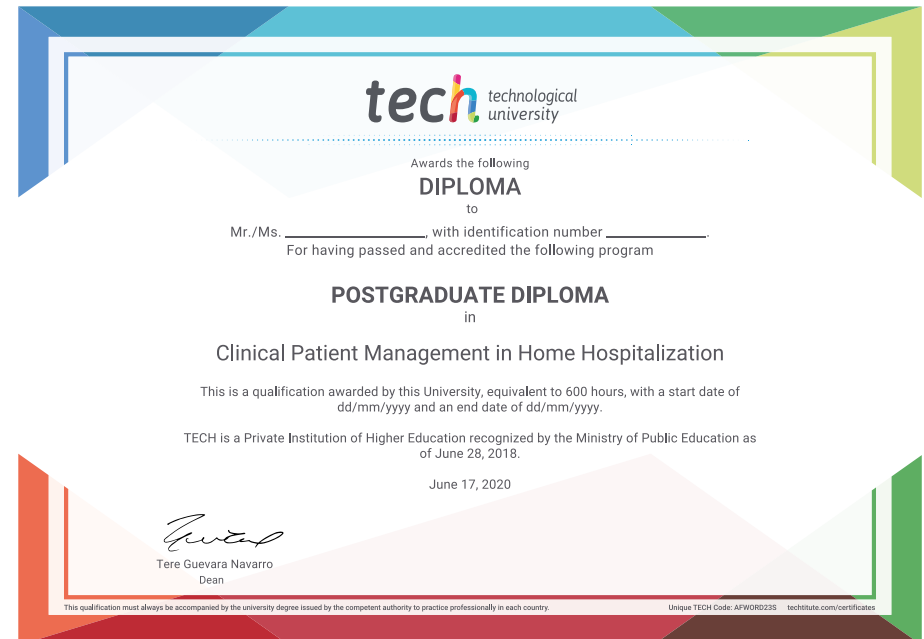 tech technological
university
Awards the following
DIPLOMA
to
Mr./Ms. ____________________, with identification number ______________.
For having passed and accredited the following program
POSTGRADUATE DIPLOMA
in
Clinical Patient Management in Home Hospitalization
This is a qualification awarded by this University, equivalent to 600 hours, with a start date of
dd/mm/yyyy and an end date of dd/mm/yyyy.
TECH is a Private Institution of Higher Education recognized by the Ministry of Public Education as
of June 28, 2018.
June 17, 2020
Tere Guevara Navarro
Dean
This qualification must always be accompanied by the university degree issued by the competent authority to practice professionally in each country. Unique TECH Code: AFWORD23S techtitute.com/certificates